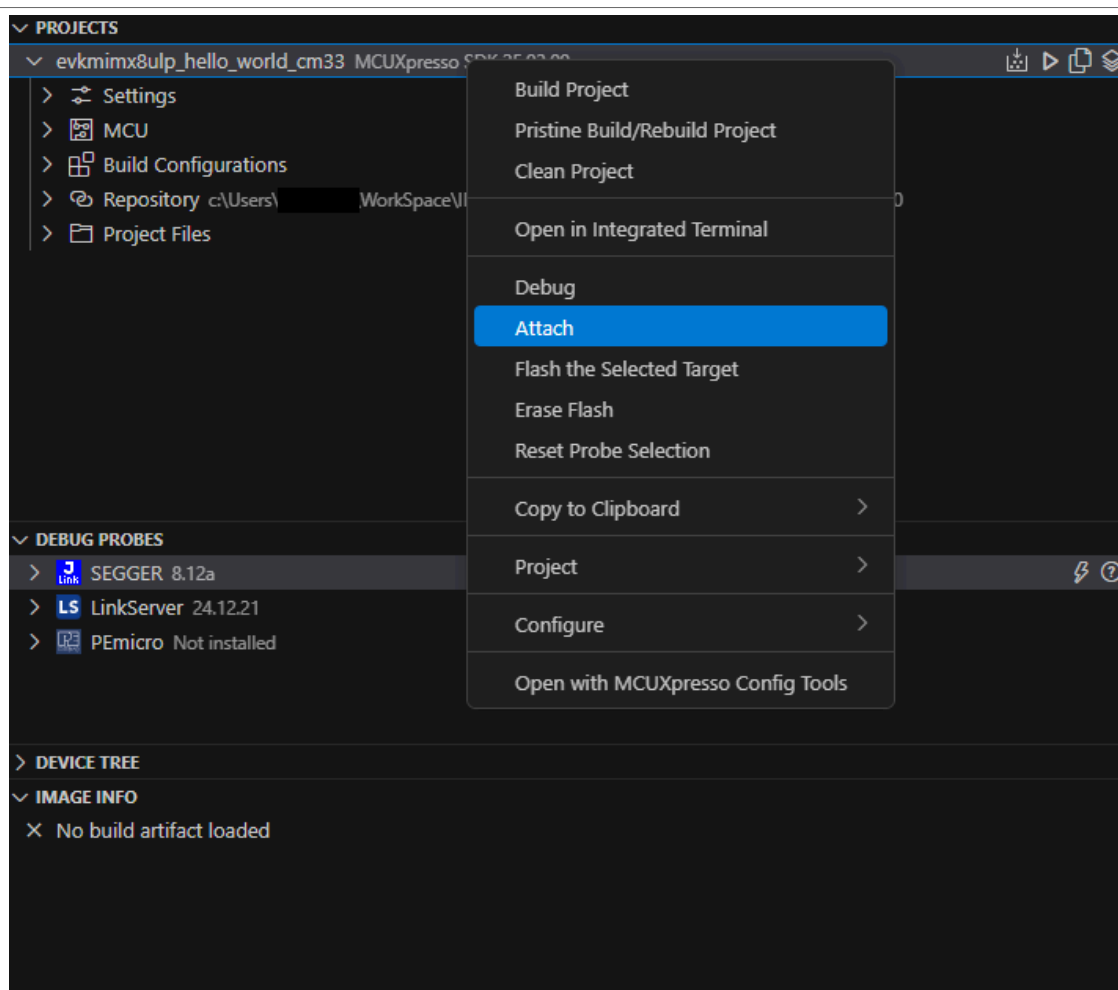 PROJECTS
evkmimx8ulp_hello_world_cm33 MCUXpresso
Settings
MCU
Build Configurations
Repository c:\Users\ WorkSpace\
Project Files
Build Project
Pristine Build/Rebuild Project
Clean Project
Open in Integrated Terminal
Debug
Attach
Flash the Selected Target
Erase Flash
Reset Probe Selection
Copy to Clipboard
Project
Configure
Open with MCUXpresso Config Tools
DEBUG PROBES
J Link SEGGER 8.12a
LS LinkServer 24.12.21
PEmicro Not installed
DEVICE TREE
IMAGE INFO
No build artifact loaded